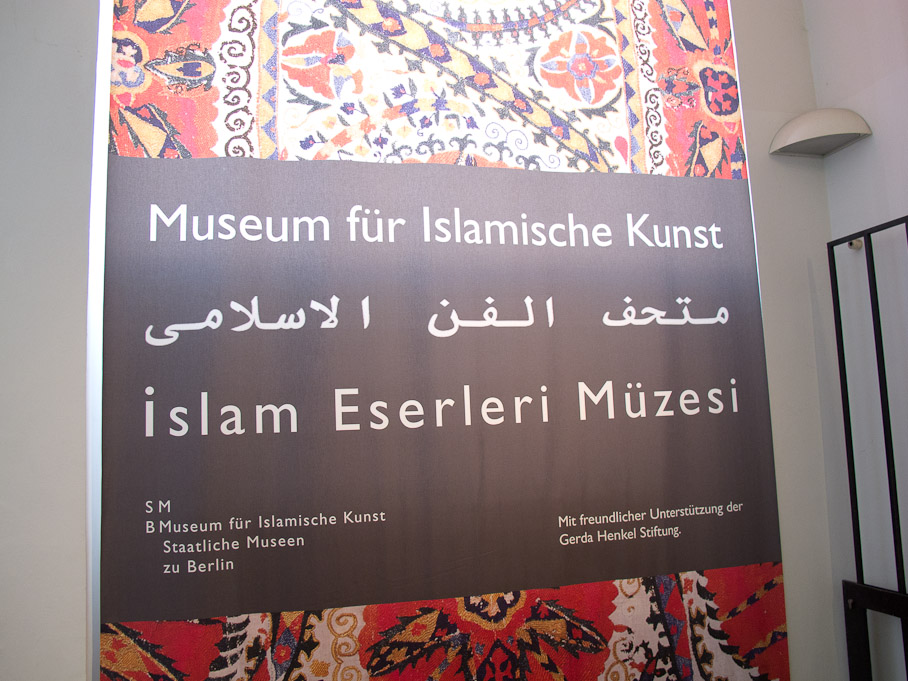 Museum für Islamische Kunst
متحف الفن الاسلامى
İslam Eserleri Müzesi
S M
B Museum für Islamische Kunst
Staatliche Museen
zu Berlin
Mit freundlicher Unterstützung der
Gerda Henkel Stiftung.